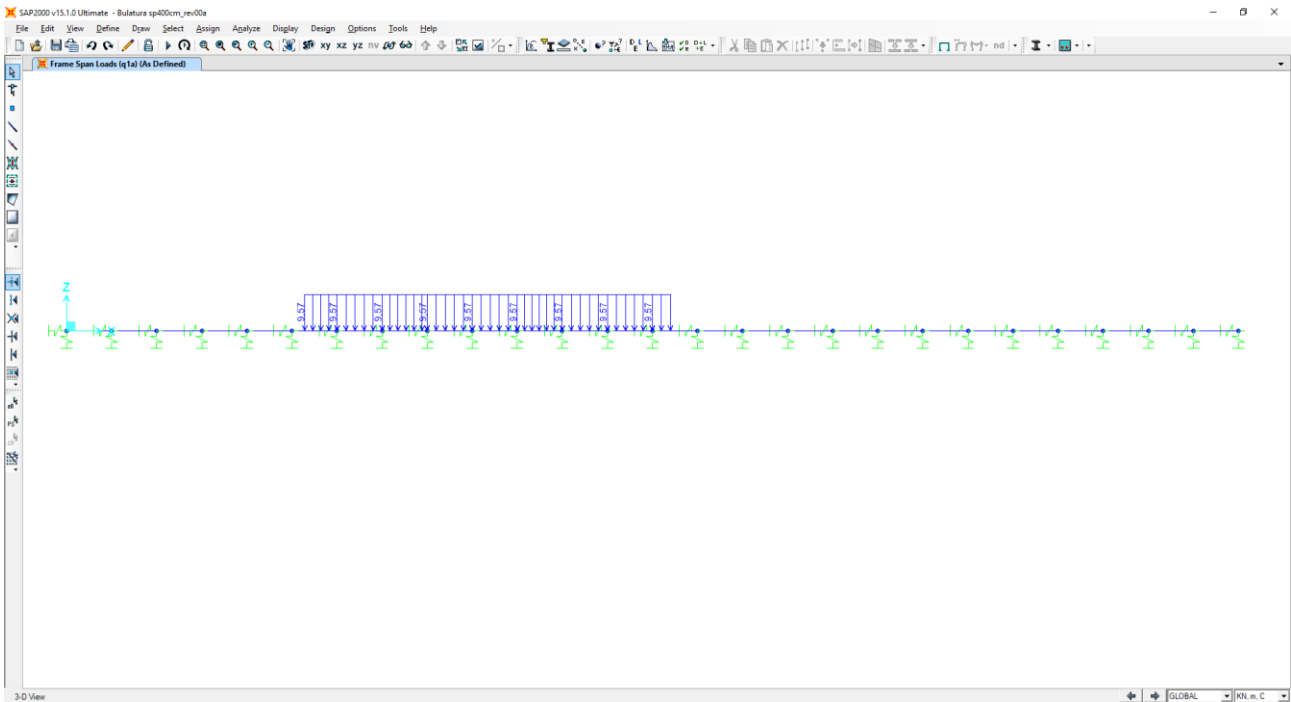 SAP2000 v15.1.0 Ultimate - Bulatura sp400cm_rev00a
File Edit View Define Draw Select Assign Analyze Display Design Options Tools Help
xy xz yz nv nd
Frame Span Loads (q1a) (As Defined)
Z
9.57 9.57 9.57 9.57 9.57 9.57 9.57 9.57 9.57
X
3-D View GLOBAL KN, m, C